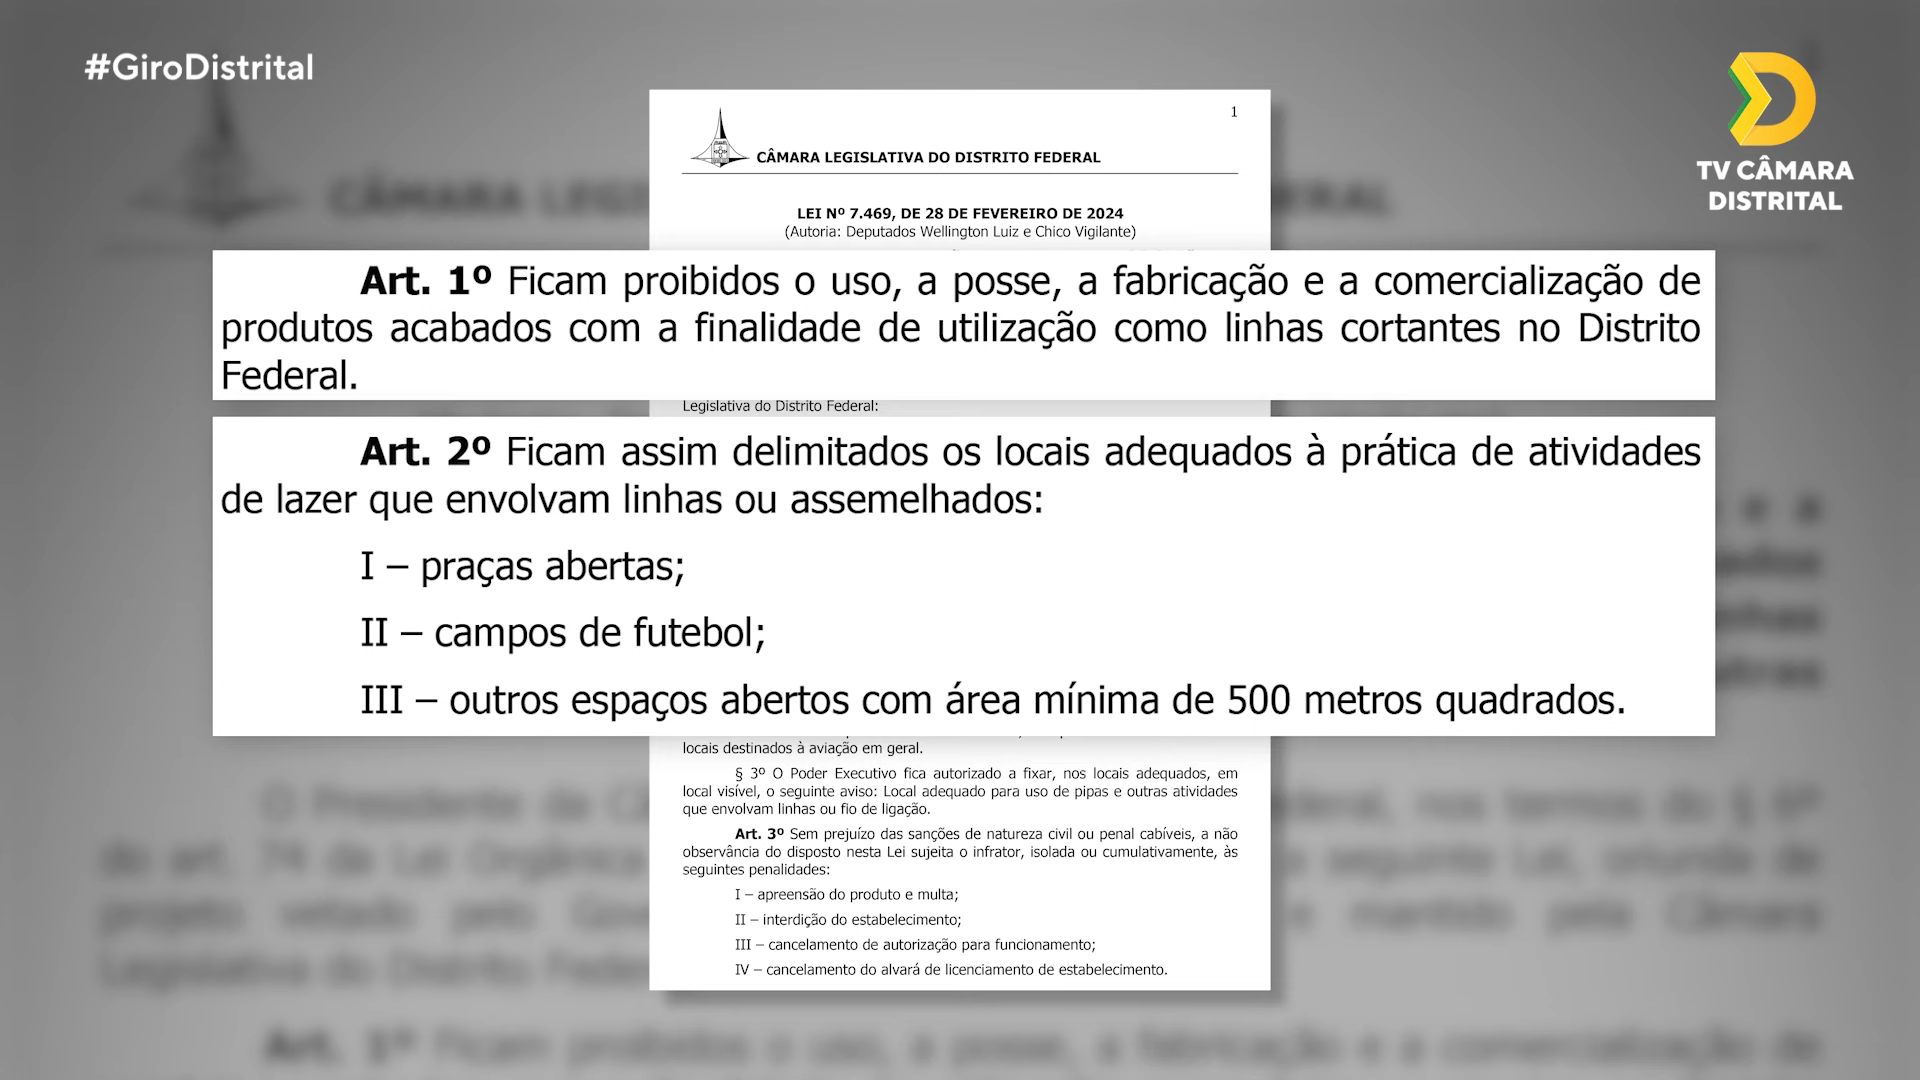 #GiroDistrital
TV CÂMARA
DISTRITAL
1
CÂMARA LEGISLATIVA DO DISTRITO FEDERAL
LEI Nº 7.469, DE 28 DE FEVEREIRO DE 2024
(Autoria: Deputados Wellington Luiz e Chico Vigilante)
Art. 1º Ficam proibidos o uso, a posse, a fabricação e a comercialização de
produtos acabados com a finalidade de utilização como linhas cortantes no Distrito
Federal.
Legislativa do Distrito Federal:
Art. 2º Ficam assim delimitados os locais adequados à prática de atividades
de lazer que envolvam linhas ou assemelhados:
I – praças abertas;
II – campos de futebol;
III – outros espaços abertos com área mínima de 500 metros quadrados.
locais destinados à aviação em geral.
§ 3º O Poder Executivo fica autorizado a fixar, nos locais adequados, em
local visível, o seguinte aviso: Local adequado para uso de pipas e outras atividades
que envolvam linhas ou fio de ligação.
Art. 3º Sem prejuízo das sanções de natureza civil ou penal cabíveis, a não
observância do disposto nesta Lei sujeita o infrator, isolada ou cumulativamente, às
seguintes penalidades:
I – apreensão do produto e multa;
II – interdição do estabelecimento;
III – cancelamento de autorização para funcionamento;
IV – cancelamento do alvará de licenciamento de estabelecimento.